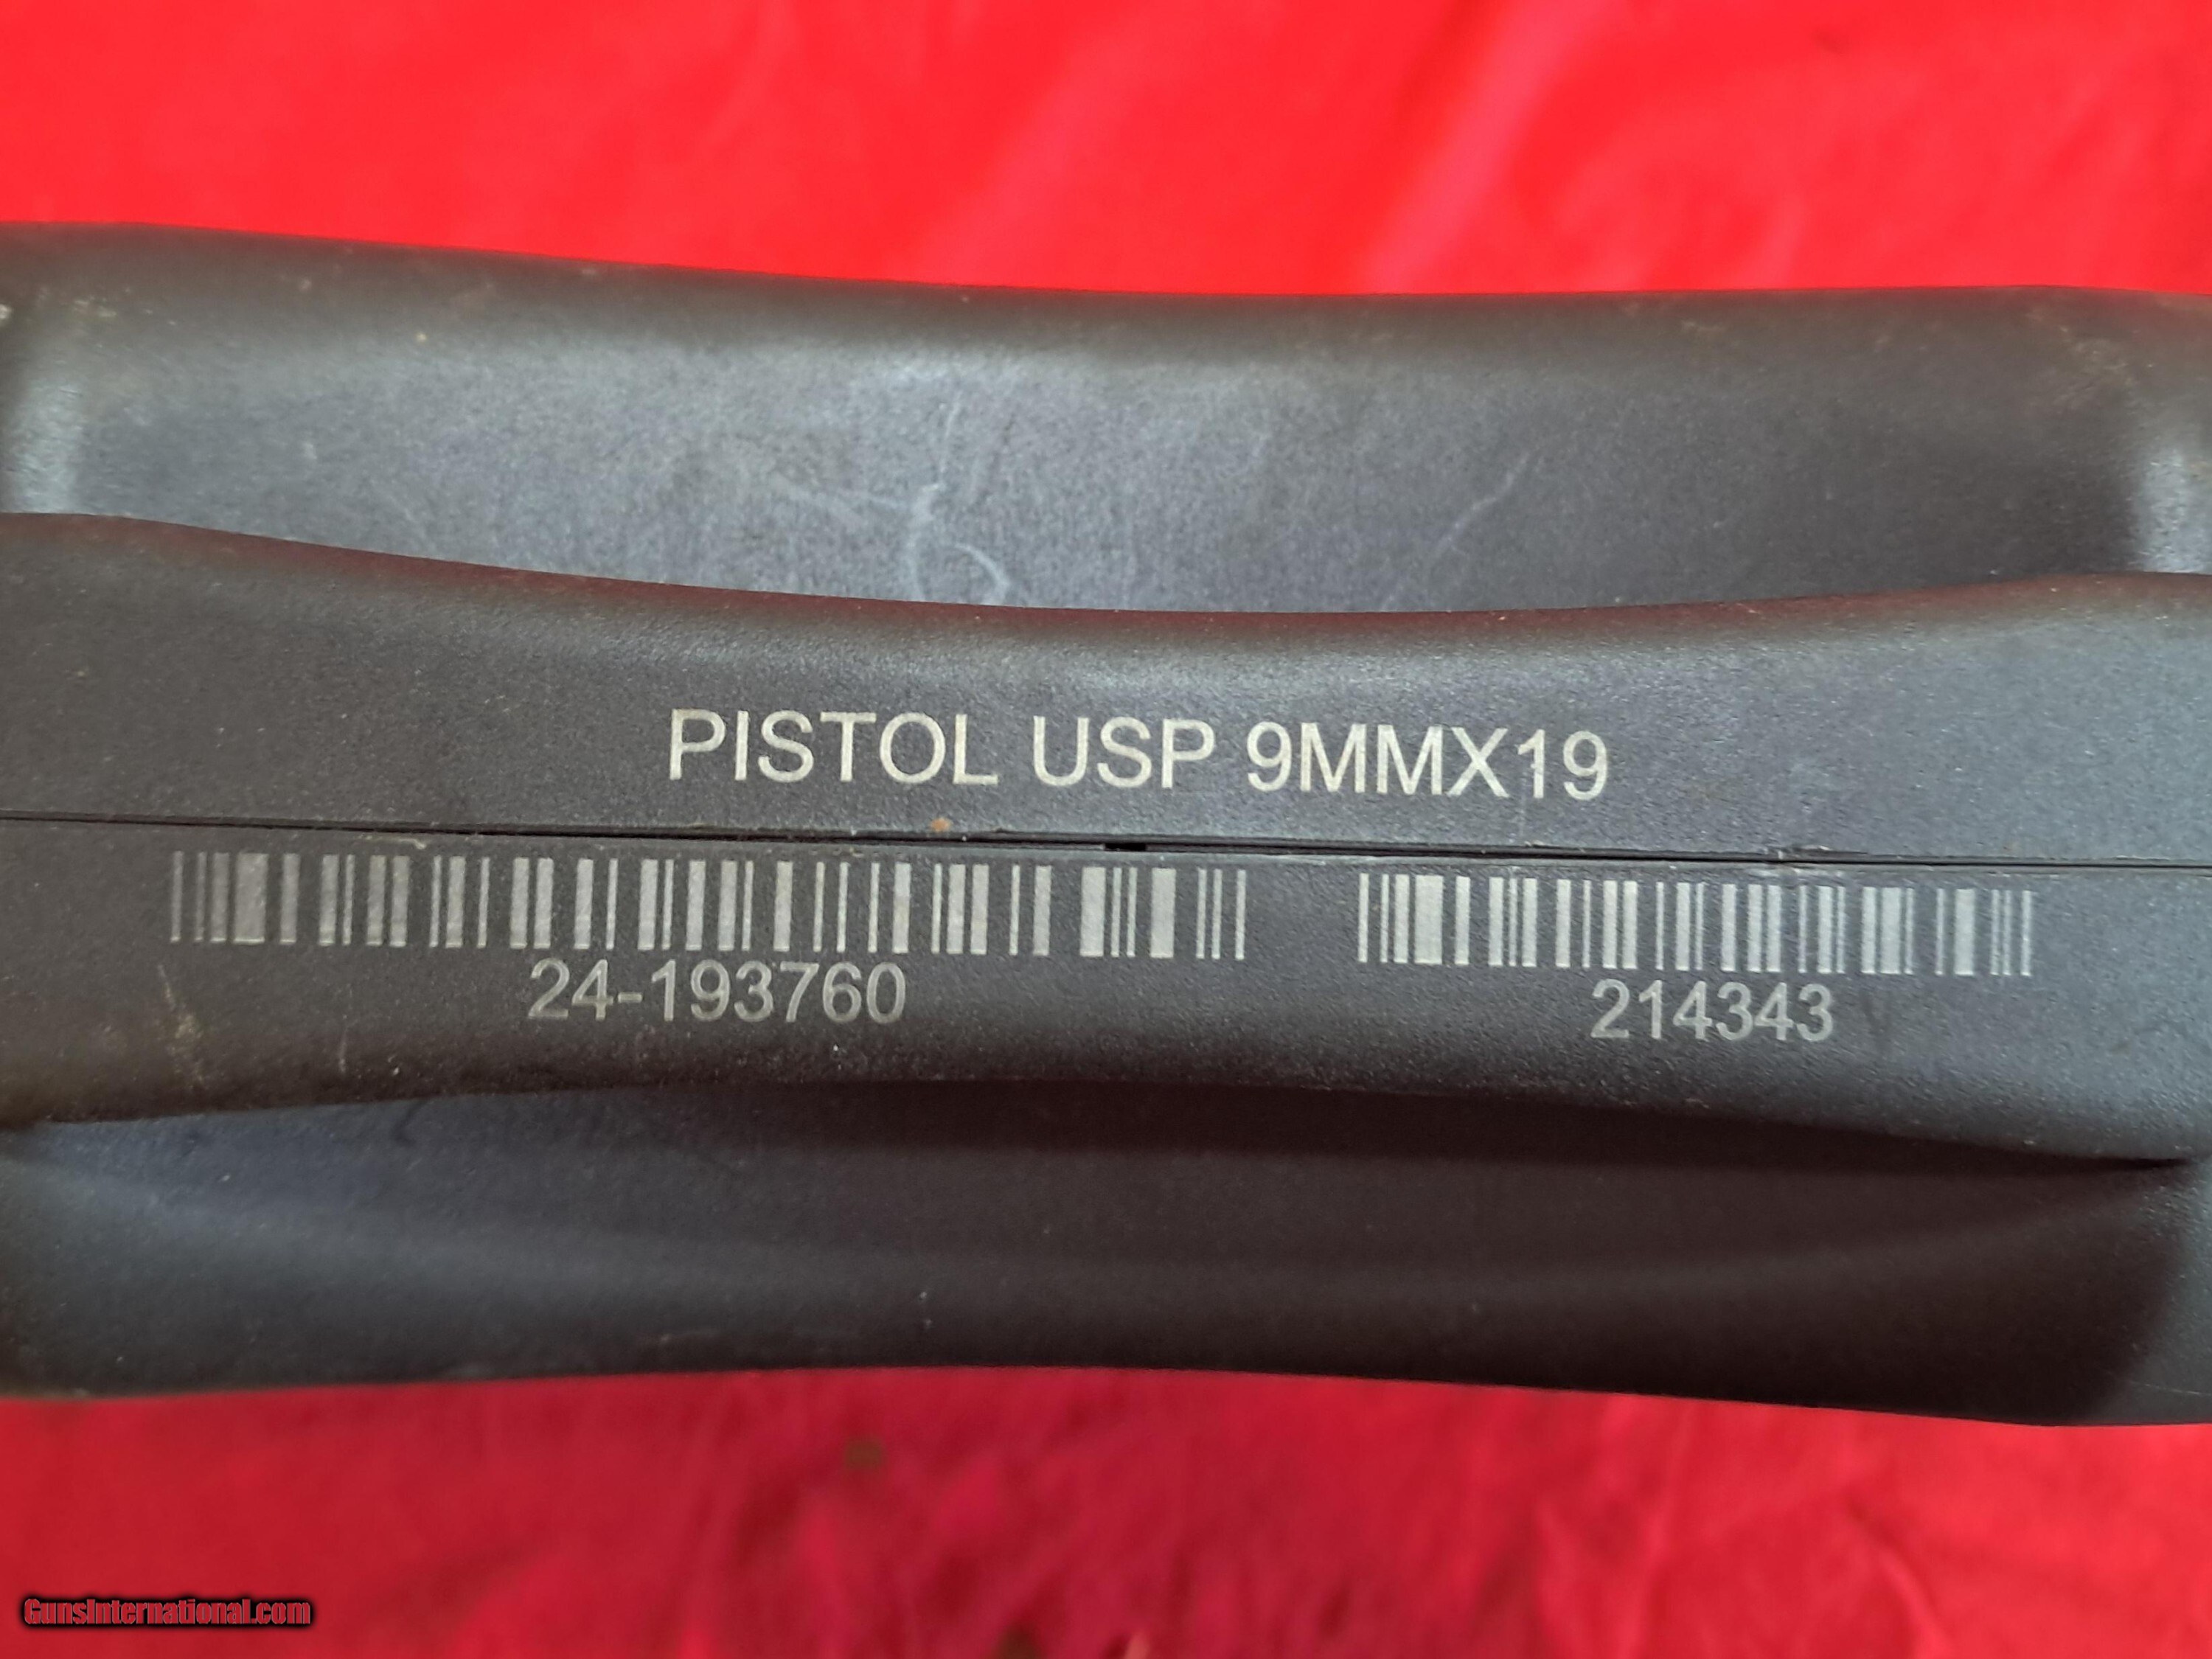 PISTOL USP 9MMX19
24-193760
214343
GunsInternational.com